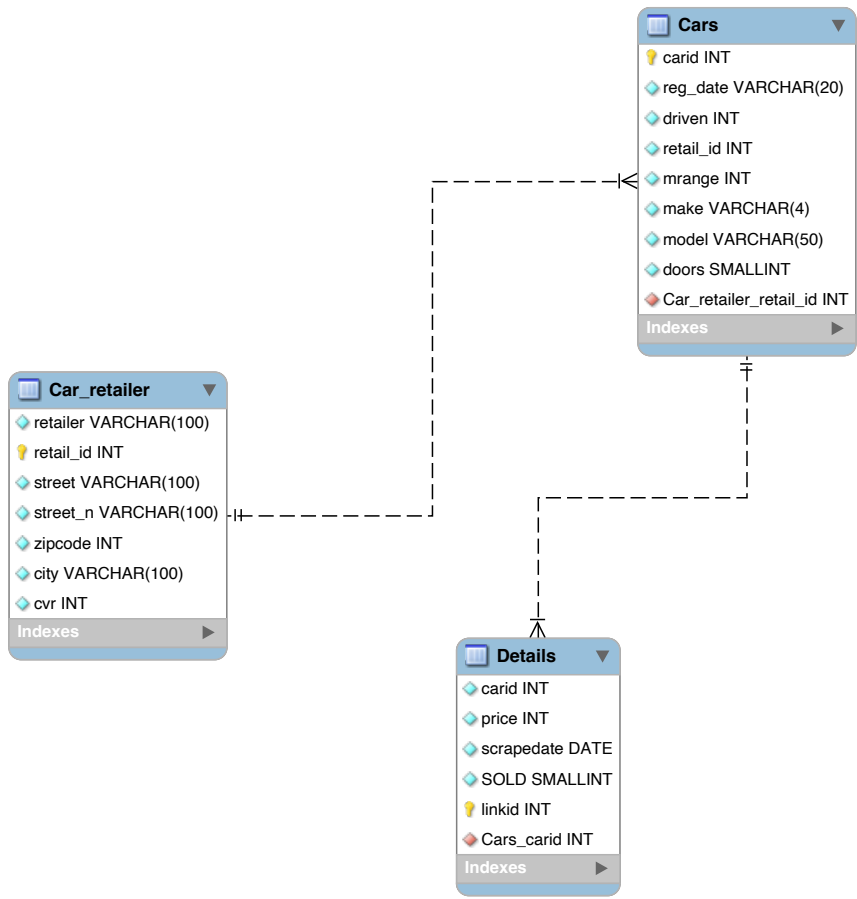 Cars
carid INT
reg_date VARCHAR(20)
driven INT
retail_id INT
mrange INT
make VARCHAR(4)
model VARCHAR(50)
doors SMALLINT
Car_retailer_retail_id INT
Indexes
Car_retailer
retailer VARCHAR(100)
retail_id INT
street VARCHAR(100)
street_n VARCHAR(100)
zipcode INT
city VARCHAR(100)
cvr INT
Indexes
Details
carid INT
price INT
scrapedate DATE
SOLD SMALLINT
linkid INT
Cars_carid INT
Indexes